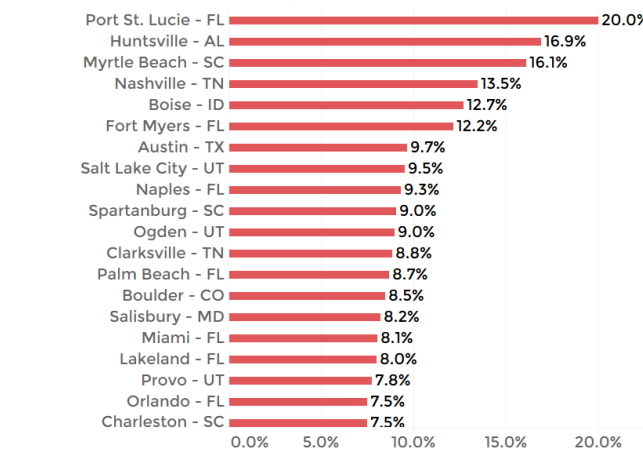 Port St. Lucie - FL 20.0%
Huntsville - AL 16.9%
Myrtle Beach - SC 16.1%
Nashville - TN 13.5%
Boise - ID 12.7%
Fort Myers - FL 12.2%
Austin - TX 9.7%
Salt Lake City - UT 9.5%
Naples - FL 9.3%
Spartanburg - SC 9.0%
Ogden - UT 9.0%
Clarksville - TN 8.8%
Palm Beach - FL 8.7%
Boulder - CO 8.5%
Salisbury - MD 8.2%
Miami - FL 8.1%
Lakeland - FL 8.0%
Provo - UT 7.8%
Orlando - FL 7.5%
Charleston - SC 7.5%
0.0% 5.0% 10.0% 15.0% 20.0%